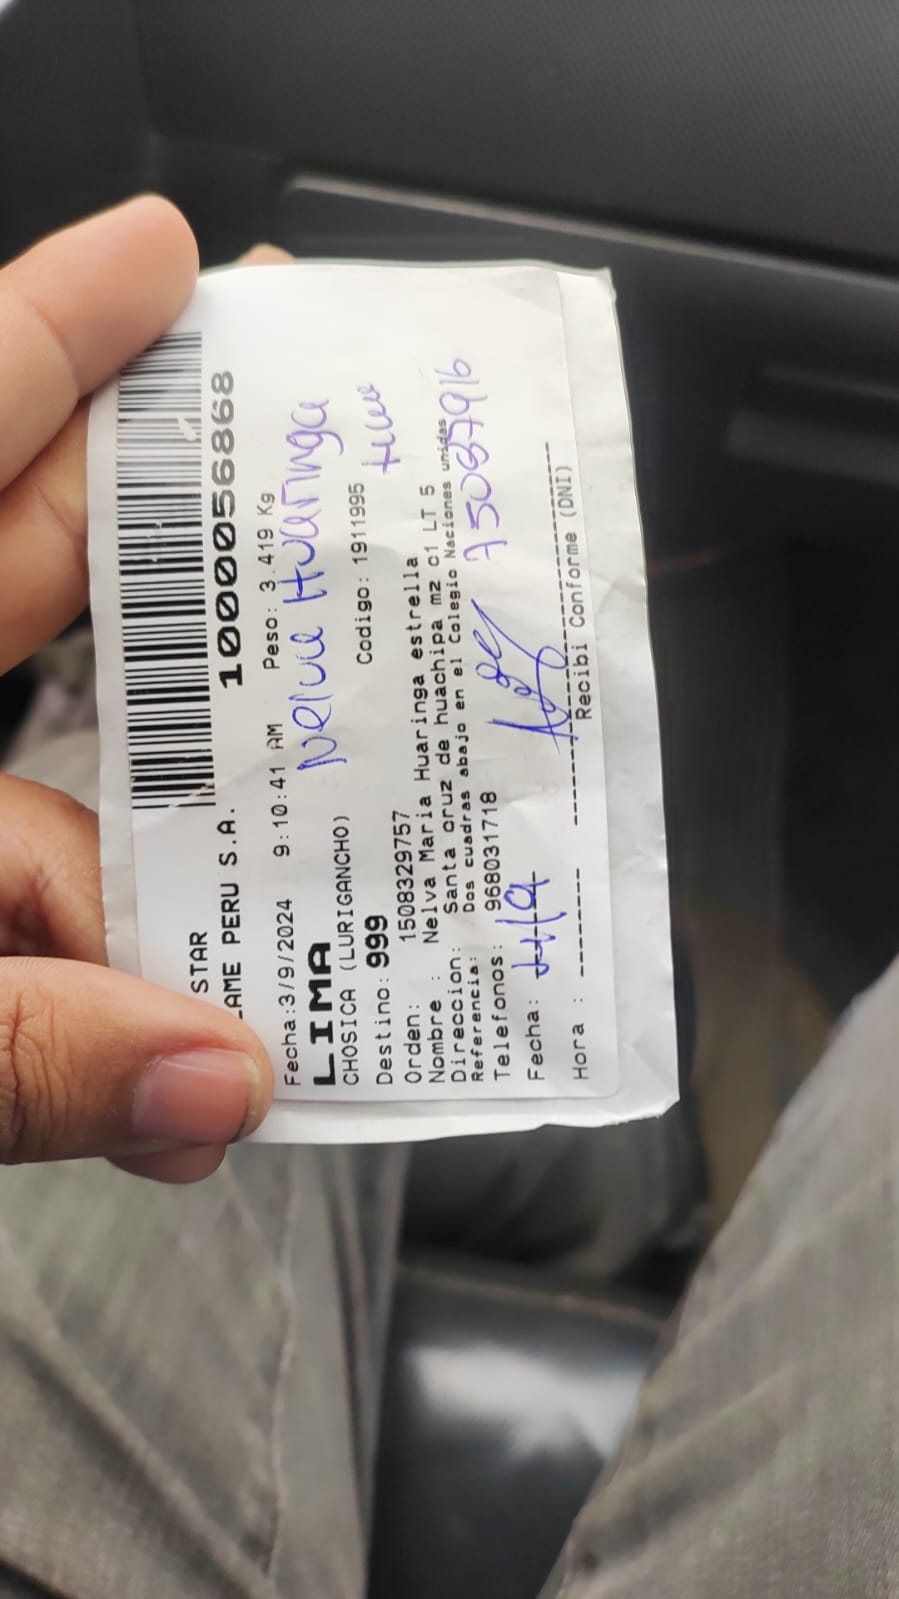 STAR
AME PERU S.A. 1000056868
Fecha:3/9/2024 9:10:41 AM Peso: 3.419 Kg
LIMA
Nelva Huaringa
CHOSICA (LURIGANCHO)
Destino: 999 Codigo: 1911995
Orden: 1508329757
Nombre : Nelva Maria Huaringa estrella
Direccion: Santa cruz de huachipa mz C1 LT 5
Referencia: Dos cuadras abajo en el Colegio Naciones unidas
Telefonos: 968031718
Fecha:
Hora :
Recibi Conforme (DNI)